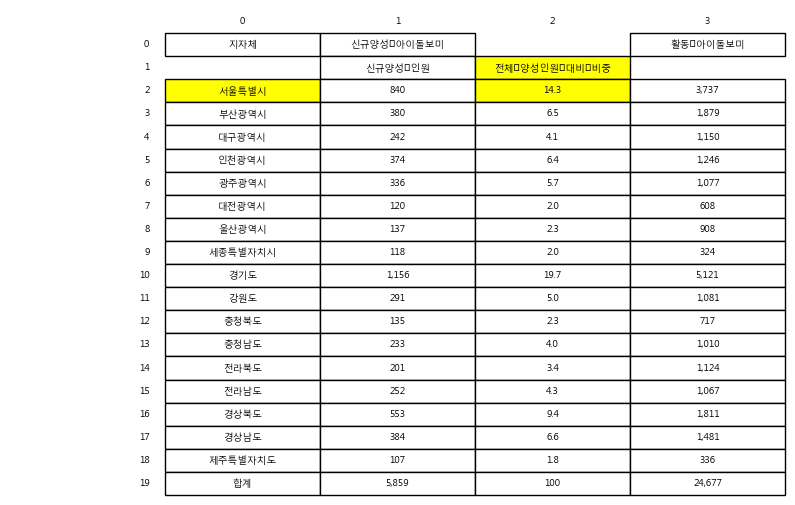 0 1 2 3
0 지자체 신규양성 아이돌보미 활동 아이돌보미
1 신규양성 인원 전체 양성인원 대비 비중
2 서울특별시 840 14.3 3,737
3 부산광역시 380 6.5 1,879
4 대구광역시 242 4.1 1,150
5 인천광역시 374 6.4 1,246
6 광주광역시 336 5.7 1,077
7 대전광역시 120 2.0 608
8 울산광역시 137 2.3 908
9 세종특별자치시 118 2.0 324
10 경기도 1,156 19.7 5,121
11 강원도 291 5.0 1,081
12 충청북도 135 2.3 717
13 충청남도 233 4.0 1,010
14 전라북도 201 3.4 1,124
15 전라남도 252 4.3 1,067
16 경상북도 553 9.4 1,811
17 경상남도 384 6.6 1,481
18 제주특별자치도 107 1.8 336
19 합계 5,859 100 24,677